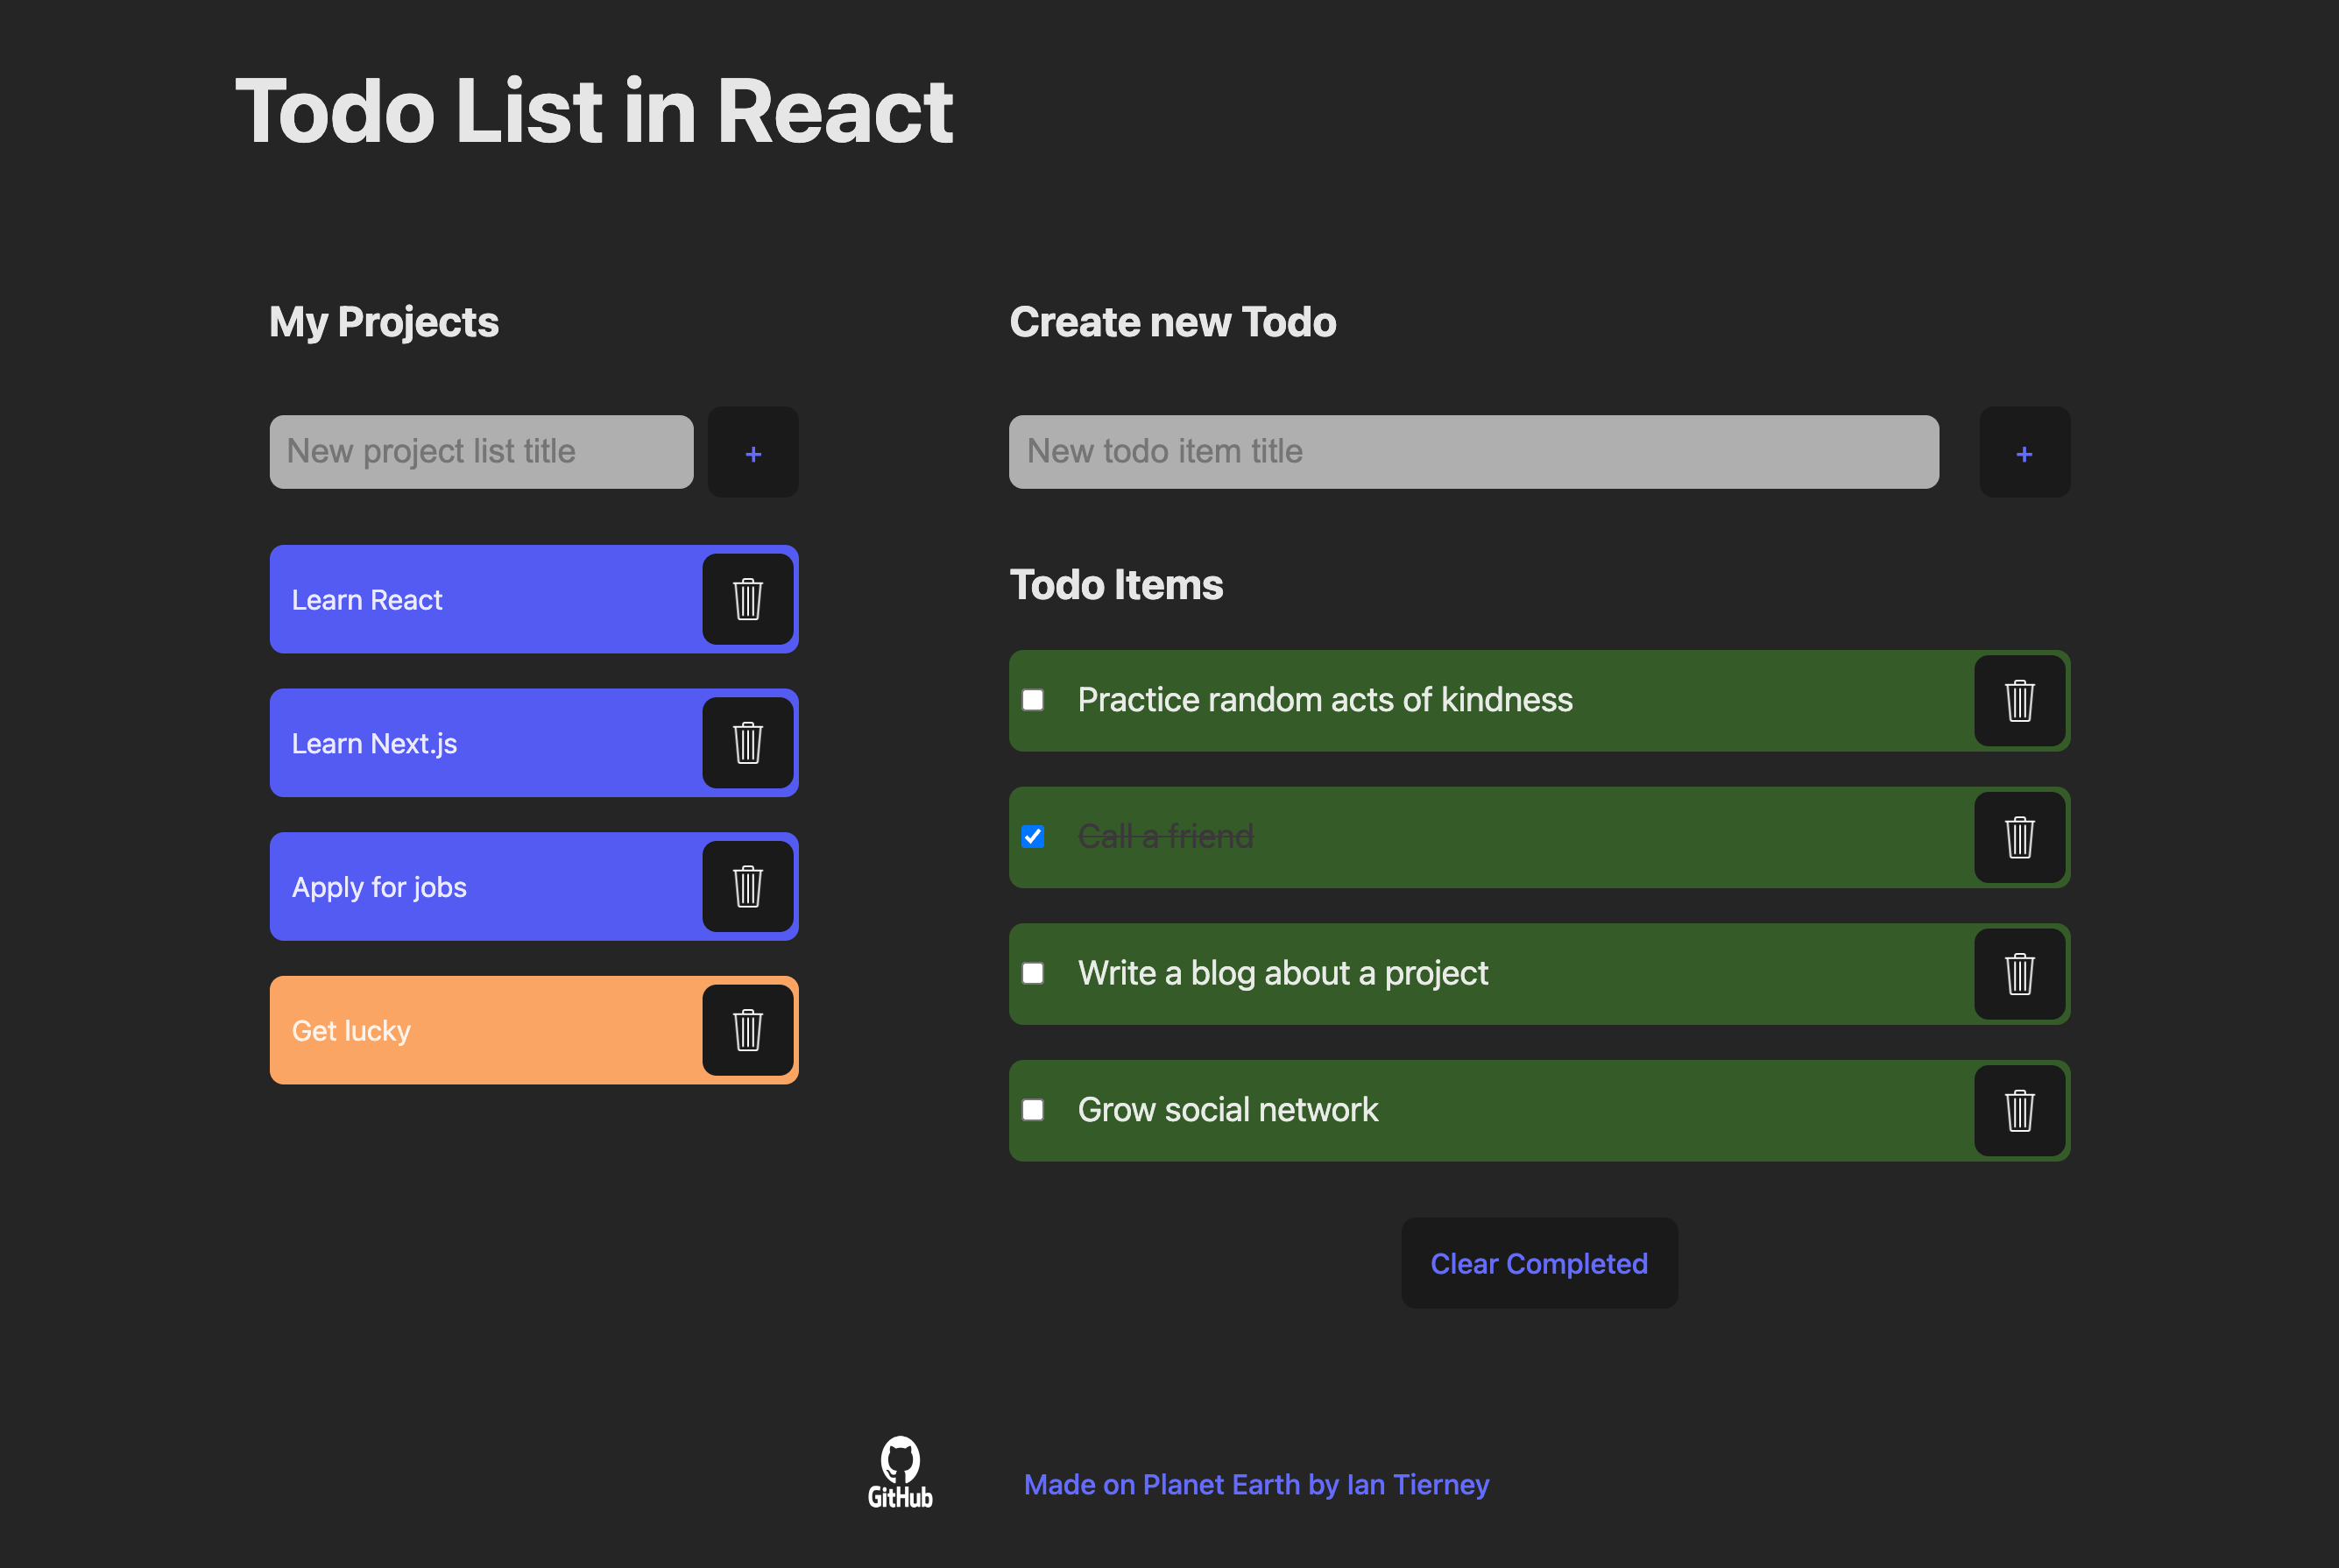 Todo List in React
My Projects
New project list title
+
Learn React
Learn Next.js
Apply for jobs
Get lucky
Create new Todo
New todo item title
+
Todo Items
Practice random acts of kindness
Call a friend
Write a blog about a project
Grow social network
Clear Completed
GitHub
Made on Planet Earth by Ian Tierney